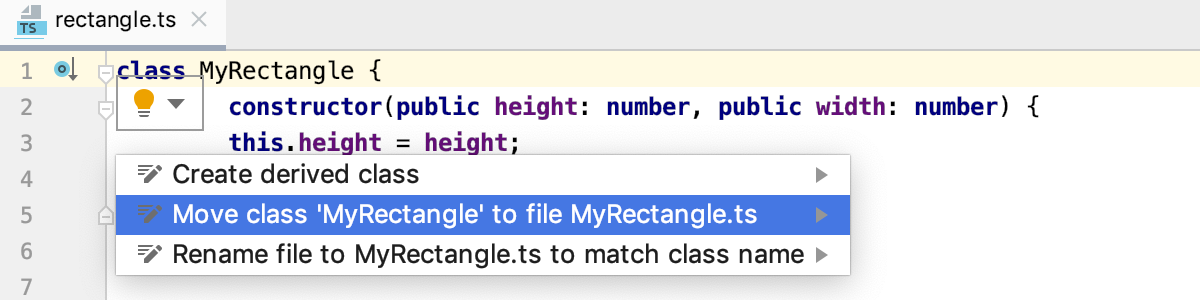 TS rectangle.ts
1 class MyRectangle {
2 constructor(public height: number, public width: number) {
3 this.height = height;
4 Create derived class
5 Move class 'MyRectangle' to file MyRectangle.ts
6 Rename file to MyRectangle.ts to match class name
7